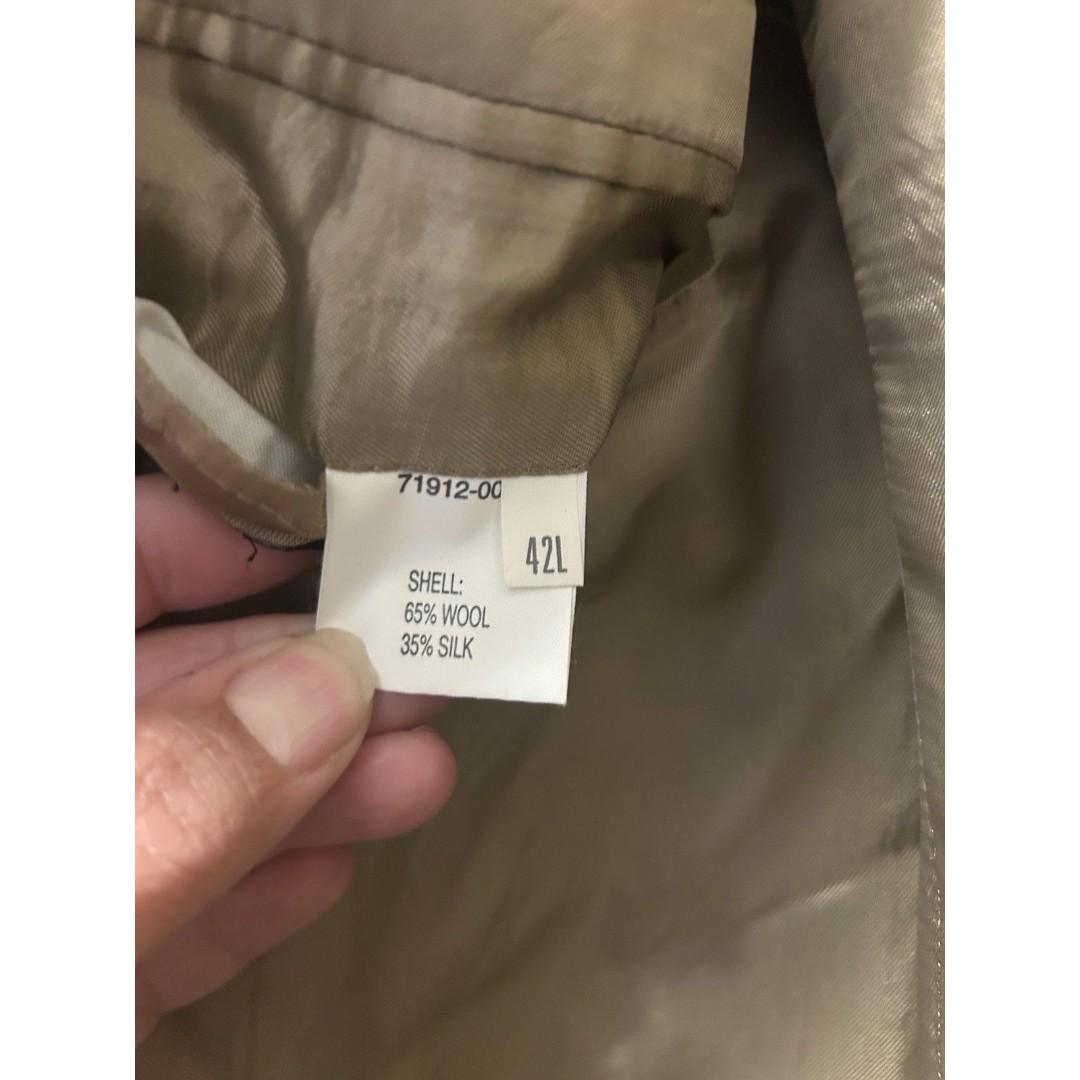 71912-00
42L
SHELL:
65% WOOL
35% SILK